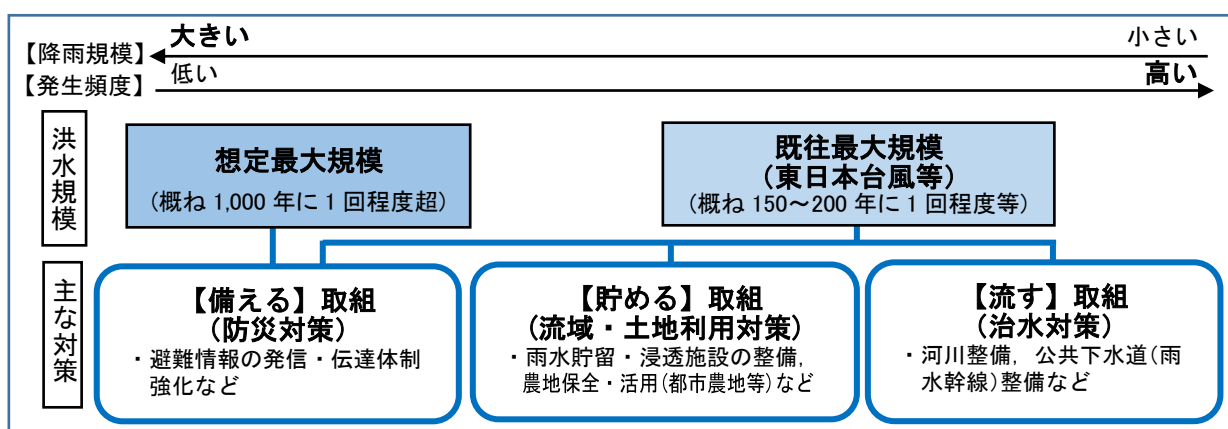 【降雨規模】
大きい
小さい
【発生頻度】
低い
高い
洪水規模
想定最大規模
(概ね 1,000 年に 1 回程度超)
既往最大規模
(東日本台風等)
(概ね 150～200 年に 1 回程度等)
主な対策
【備える】取組
(防災対策)
・避難情報の発信・伝達体制
強化など
【貯める】取組
(流域・土地利用対策)
・雨水貯留・浸透施設の整備，
農地保全・活用(都市農地等)など
【流す】取組
(治水対策)
・河川整備，公共下水道(雨
水幹線)整備など